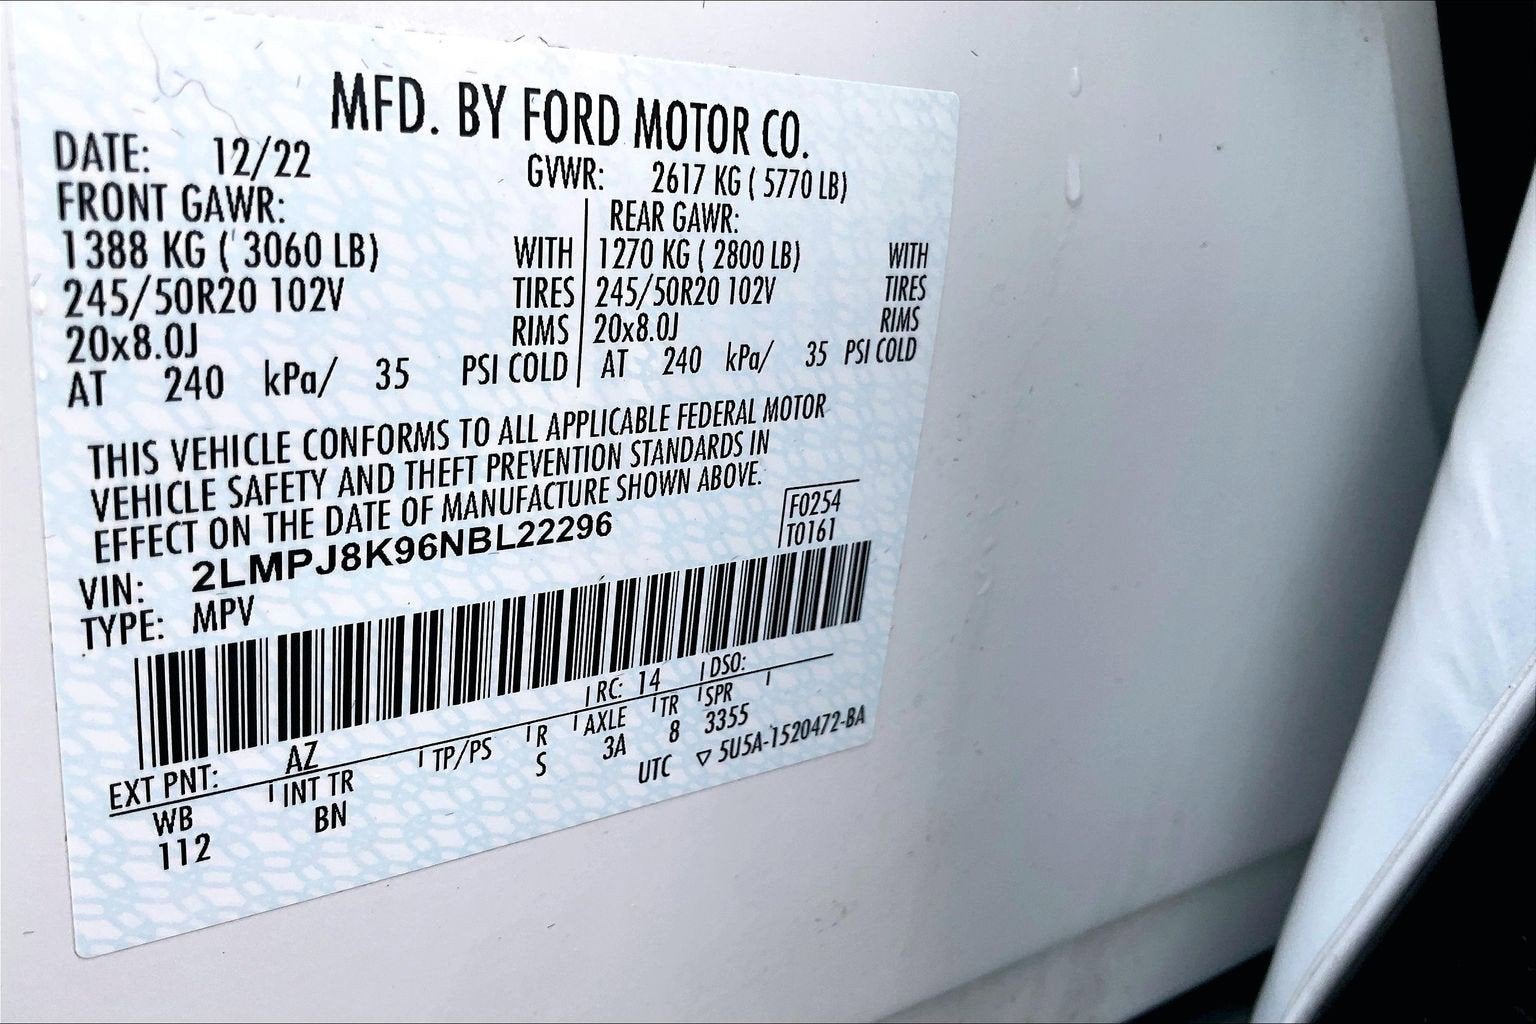 MFD. BY FORD MOTOR CO.
DATE: 12/22
GVWR: 2617 KG ( 5770 LB)
FRONT GAWR:
1388 KG ( 3060 LB) WITH
245/50R20 102V TIRES
20x8.0J RIMS
AT 240 kPa/ 35 PSI COLD
REAR GAWR:
1270 KG ( 2800 LB) WITH
245/50R20 102V TIRES
20x8.0J RIMS
AT 240 kPa/ 35 PSI COLD
THIS VEHICLE CONFORMS TO ALL APPLICABLE FEDERAL MOTOR
VEHICLE SAFETY AND THEFT PREVENTION STANDARDS IN
EFFECT ON THE DATE OF MANUFACTURE SHOWN ABOVE.
F0254
T0161
VIN: 2LMPJ8K96NBL22296
TYPE: MPV
EXT PNT: AZ RC: 14 DSO:
WB INT TR TP/PS R AXLE TR SPR
112 BN S 3A 8 3355
UTC ▽ 5U5A-1520472-BA